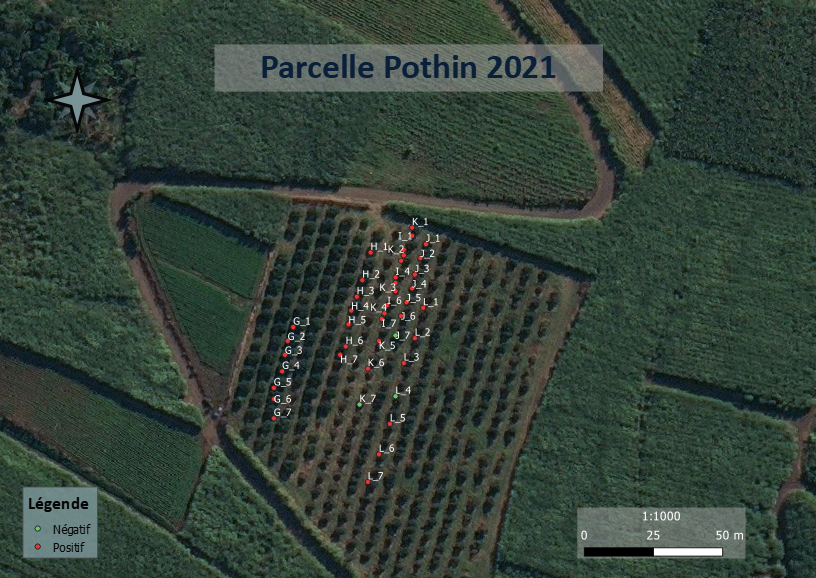 Parcelle Pothin 2021
K_1
I_1
J_1
H_1
K_2
J_2
H_2
I_4
J_3
H_3
K_3
J_4
H_4
K_4
I_6
J_5
L_1
G_1
H_5
I_7
J_6
G_2
H_6
K_5
J_7
L_2
G_3
H_7
K_6
L_3
G_4
G_5
G_6
K_7
L_4
G_7
L_5
L_6
L_7
Légende
Négatif
Positif
1:1000
0 25 50 m